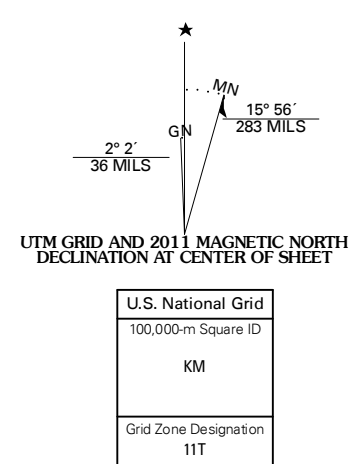 MN
15° 56´
283 MILS
GN
2° 2´
36 MILS
UTM GRID AND 2011 MAGNETIC NORTH
DECLINATION AT CENTER OF SHEET
U.S. National Grid
100,000-m Square ID
KM
Grid Zone Designation
11T